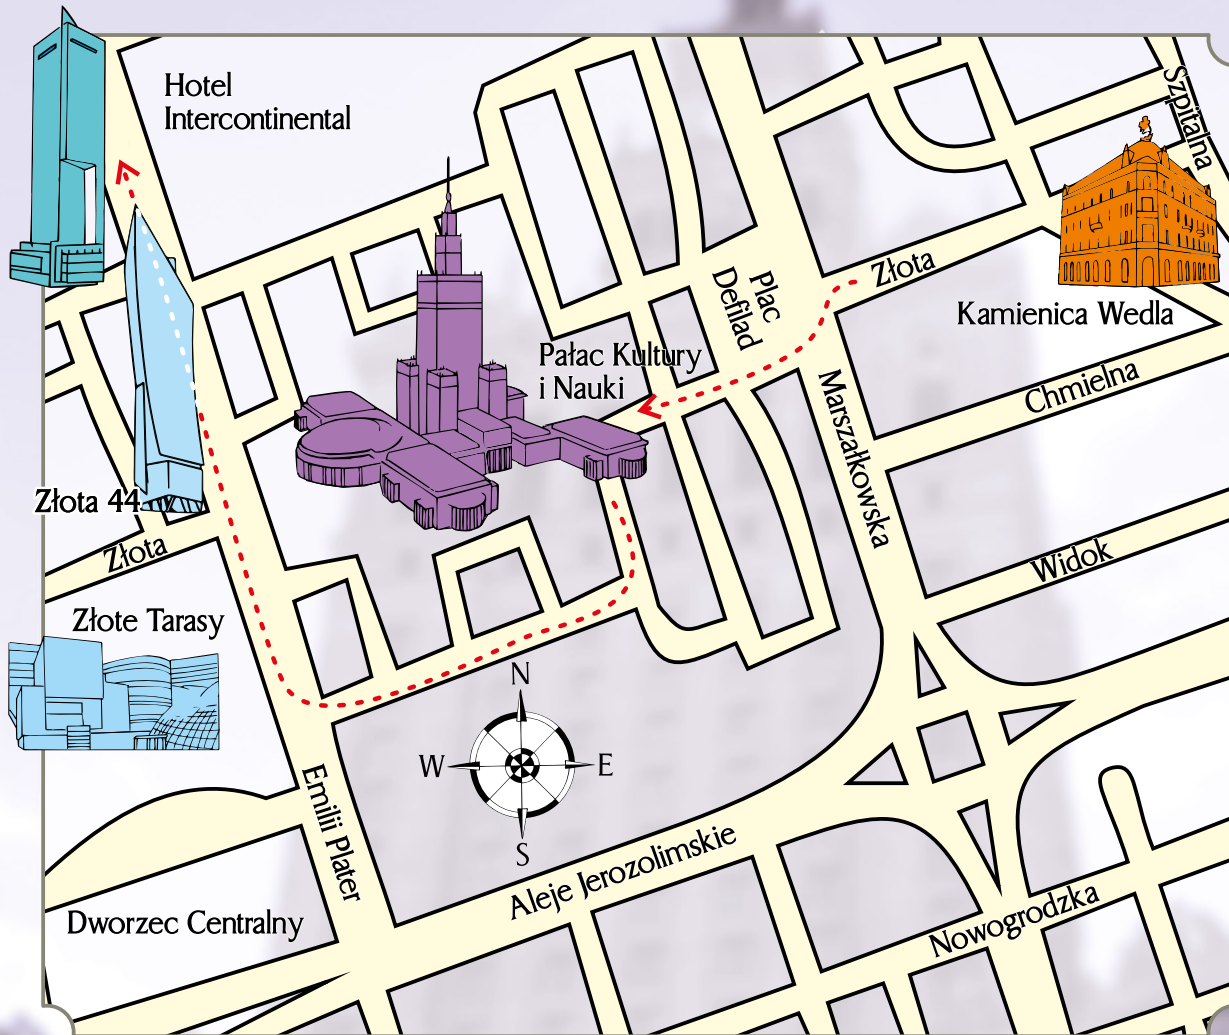 Hotel
Intercontinental
Szpitalna
Złota
Plac
Defilad
Kamienica Wedla
Pałac Kultury
i Nauki
Chmielna
Marszałkowska
Złota 44
Złota
Widok
Złote Tarasy
N
W
E
S
Emilii Plater
Aleje Jerozolimskie
Dworzec Centralny
Nowogrodzka